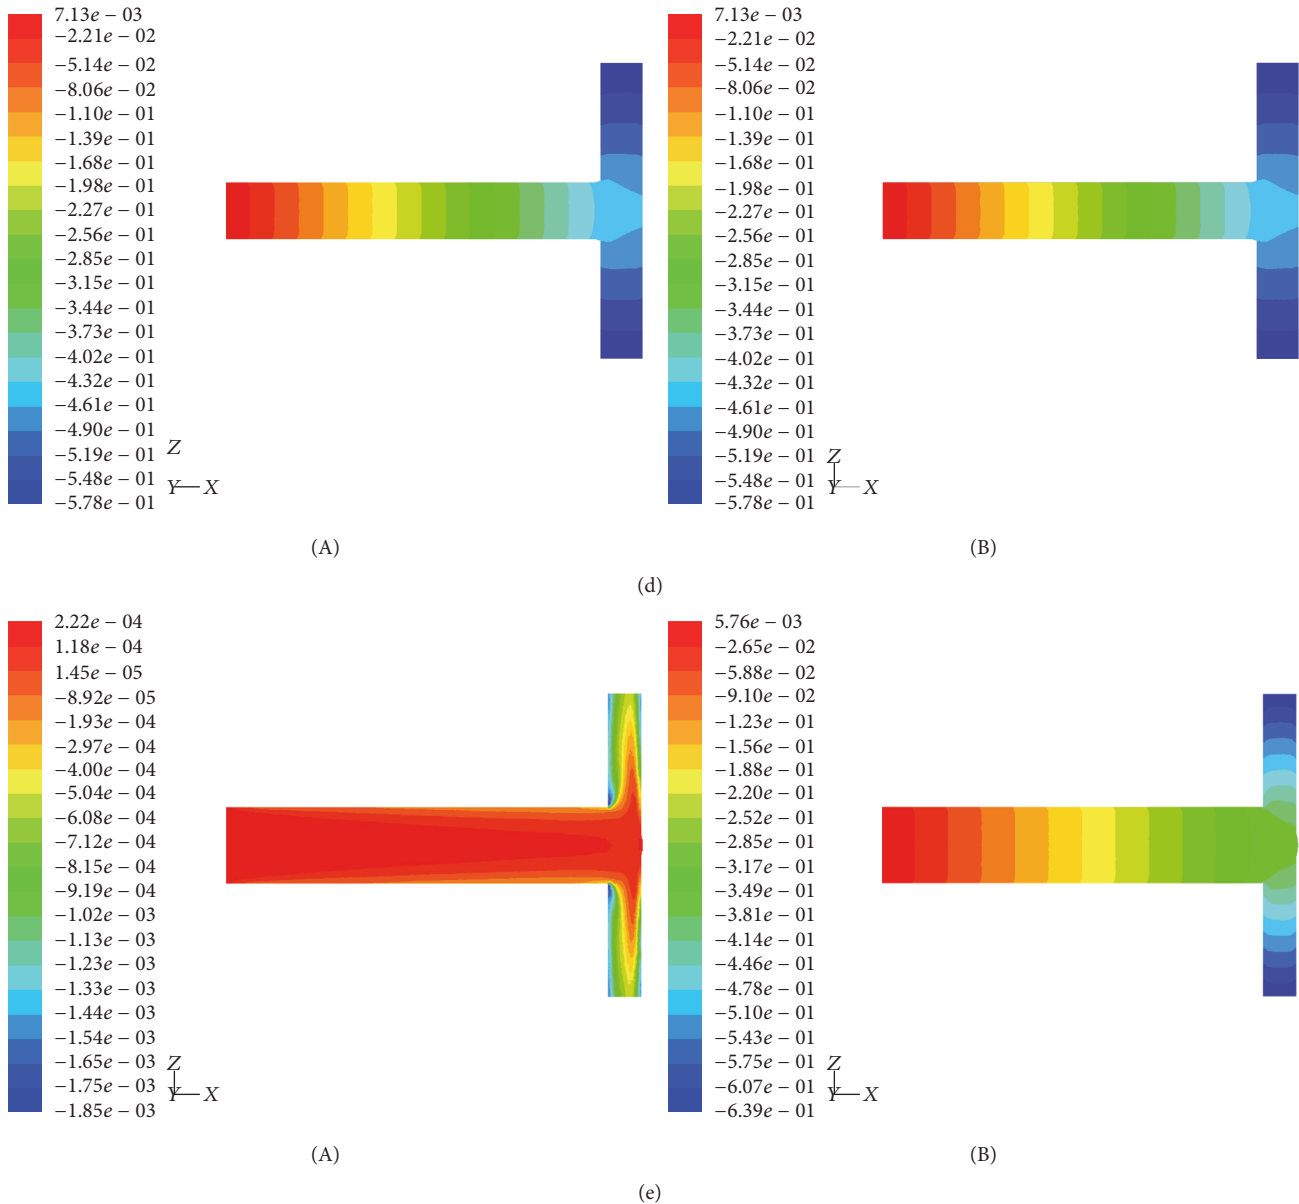 7.13e − 03
−2.21e − 02
−5.14e − 02
−8.06e − 02
−1.10e − 01
−1.39e − 01
−1.68e − 01
−1.98e − 01
−2.27e − 01
−2.56e − 01
−2.85e − 01
−3.15e − 01
−3.44e − 01
−3.73e − 01
−4.02e − 01
−4.32e − 01
−4.61e − 01
−4.90e − 01
−5.19e − 01
−5.48e − 01
−5.78e − 01
Z
Y X
(A)
7.13e − 03
−2.21e − 02
−5.14e − 02
−8.06e − 02
−1.10e − 01
−1.39e − 01
−1.68e − 01
−1.98e − 01
−2.27e − 01
−2.56e − 01
−2.85e − 01
−3.15e − 01
−3.44e − 01
−3.73e − 01
−4.02e − 01
−4.32e − 01
−4.61e − 01
−4.90e − 01
−5.19e − 01
−5.48e − 01
−5.78e − 01
Z
Y X
(B)
(d)
2.22e − 04
1.18e − 04
1.45e − 05
−8.92e − 05
−1.93e − 04
−2.97e − 04
−4.00e − 04
−5.04e − 04
−6.08e − 04
−7.12e − 04
−8.15e − 04
−9.19e − 04
−1.02e − 03
−1.13e − 03
−1.23e − 03
−1.33e − 03
−1.44e − 03
−1.54e − 03
−1.65e − 03
−1.75e − 03
−1.85e − 03
Z
Y X
(A)
5.76e − 03
−2.65e − 02
−5.88e − 02
−9.10e − 02
−1.23e − 01
−1.56e − 01
−1.88e − 01
−2.20e − 01
−2.52e − 01
−2.85e − 01
−3.17e − 01
−3.49e − 01
−3.81e − 01
−4.14e − 01
−4.46e − 01
−4.78e − 01
−5.10e − 01
−5.43e − 01
−5.75e − 01
−6.07e − 01
−6.39e − 01
Z
Y X
(B)
(e)